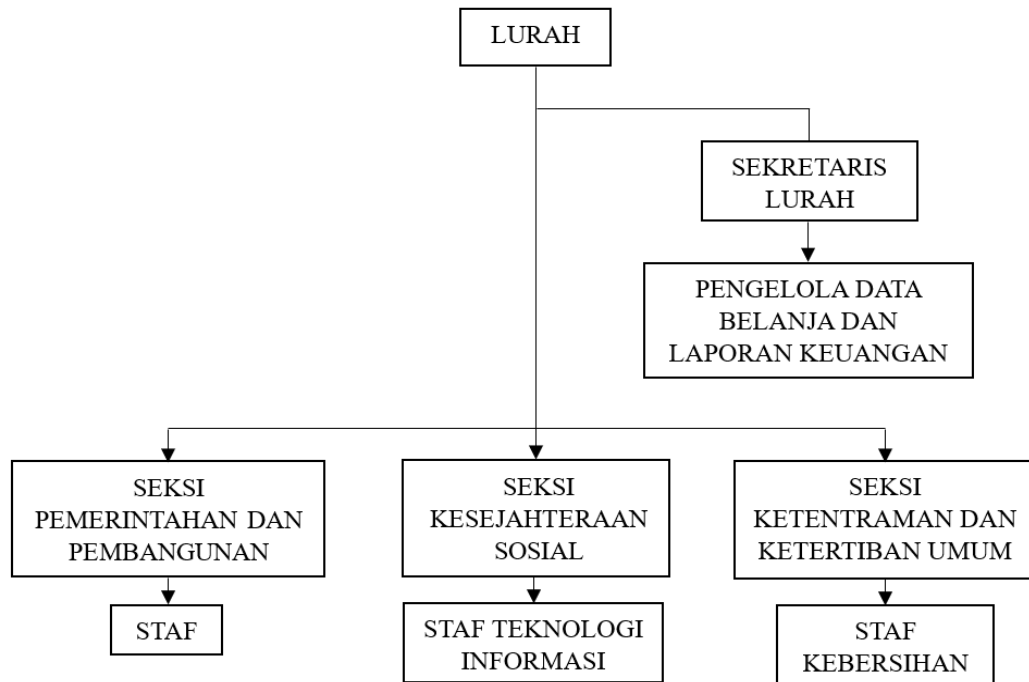 LURAH
SEKRETARIS
LURAH
PENGELOLA DATA
BELANJA DAN
LAPORAN KEUANGAN
SEKSI
PEMERINTAHAN DAN
PEMBANGUNAN
SEKSI
KESEJAHTERAAN
SOSIAL
SEKSI
KETENTRAMAN DAN
KETERTIBAN UMUM
STAF
STAF TEKNOLOGI
INFORMASI
STAF
KEBERSIHAN